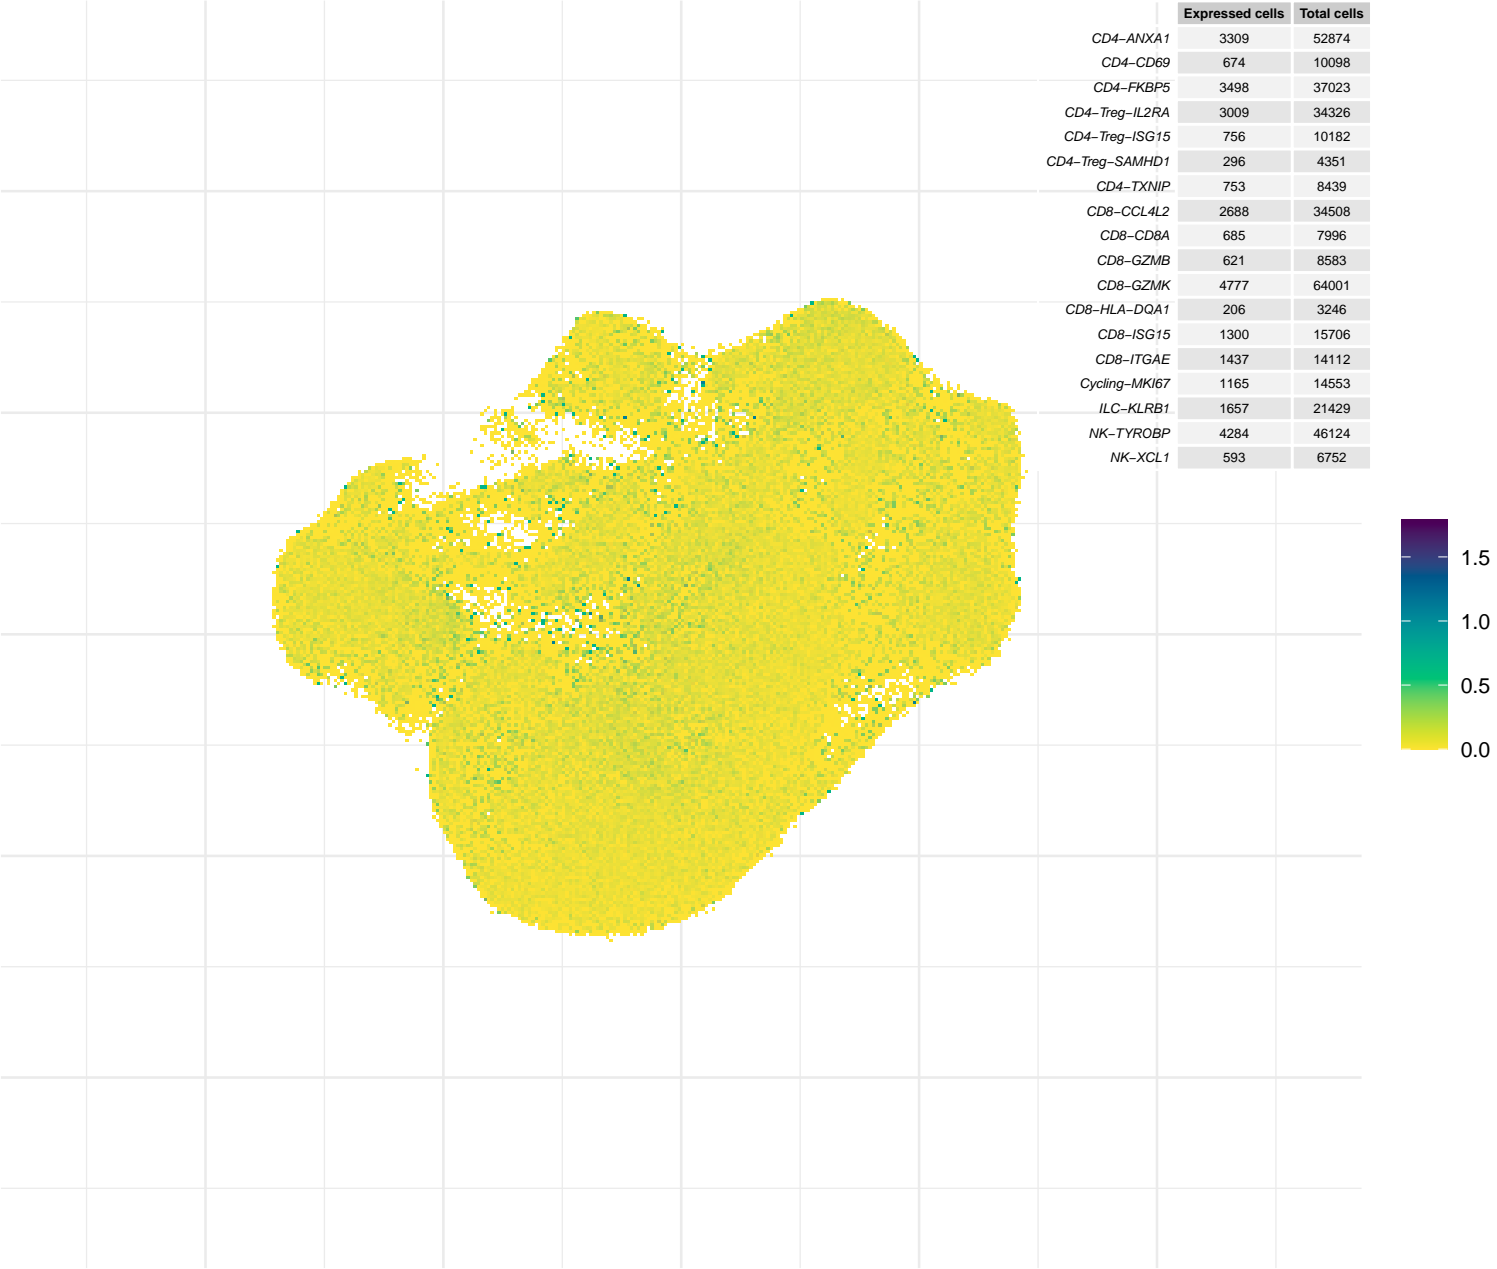 Expressed cells Total cells
CD4−ANXA1 3309 52874
CD4−CD69 674 10098
CD4−FKBP5 3498 37023
CD4−Treg−IL2RA 3009 34326
CD4−Treg−ISG15 756 10182
CD4−Treg−SAMHD1 296 4351
CD4−TXNIP 753 8439
CD8−CCL4L2 2688 34508
CD8−CD8A 685 7996
CD8−GZMB 621 8583
CD8−GZMK 4777 64001
CD8−HLA−DQA1 206 3246
CD8−ISG15 1300 15706
CD8−ITGAE 1437 14112
Cycling−MKI67 1165 14553
ILC−KLRB1 1657 21429
NK−TYROBP 4284 46124
NK−XCL1 593 6752
1.5
1.0
0.5
0.0